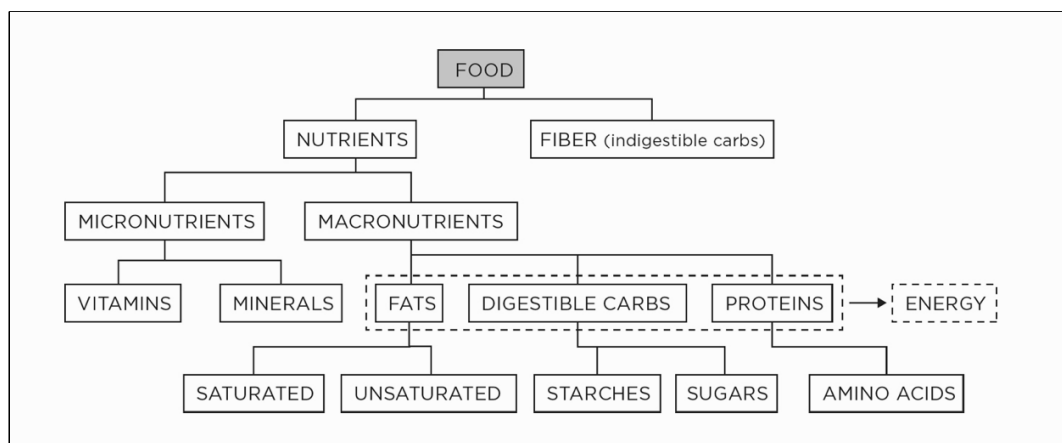 FOOD
NUTRIENTS
FIBER (indigestible carbs)
MICRONUTRIENTS
MACRONUTRIENTS
VITAMINS
MINERALS
FATS
DIGESTIBLE CARBS
PROTEINS
ENERGY
SATURATED
UNSATURATED
STARCHES
SUGARS
AMINO ACIDS